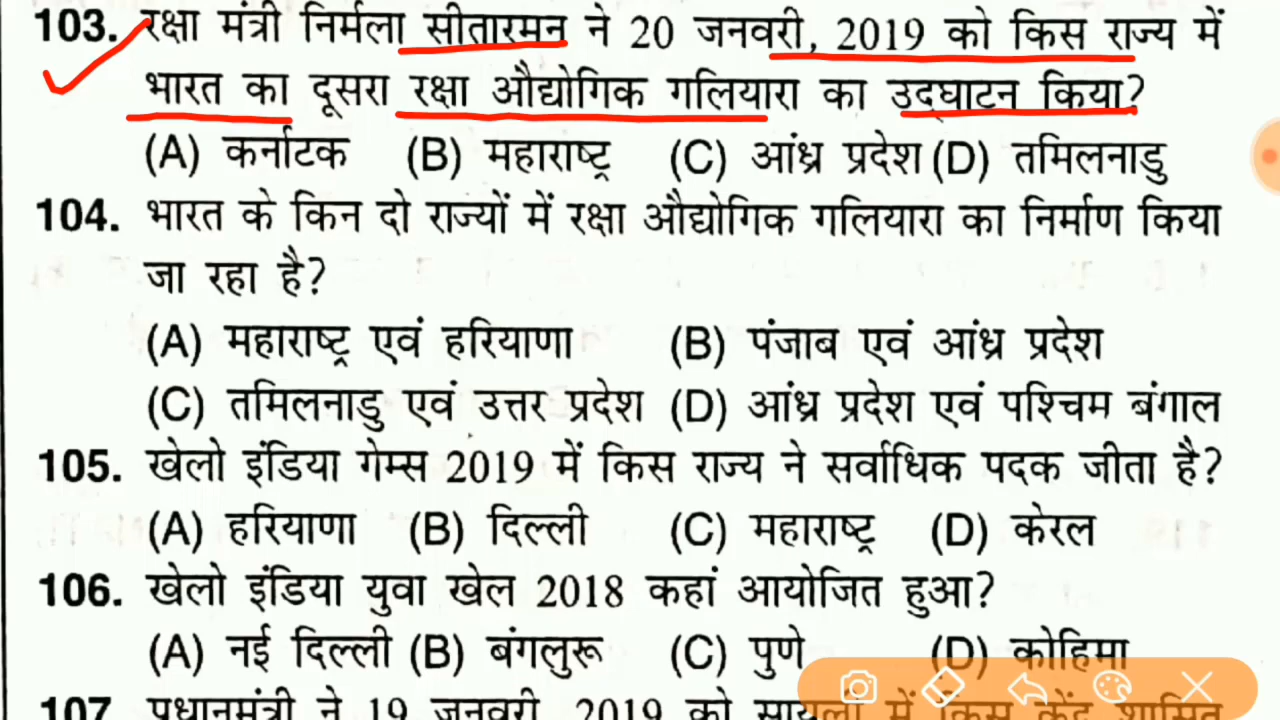 103. रक्षा मंत्री निर्मला सीतारमन ने 20 जनवरी, 2019 को किस राज्य में
भारत का दूसरा रक्षा औद्योगिक गलियारा का उद्घाटन किया?
(A) कर्नाटक (B) महाराष्ट्र (C) आंध्र प्रदेश (D) तमिलनाडु
104. भारत के किन दो राज्यों में रक्षा औद्योगिक गलियारा का निर्माण किया
जा रहा है?
(A) महाराष्ट्र एवं हरियाणा (B) पंजाब एवं आंध्र प्रदेश
(C) तमिलनाडु एवं उत्तर प्रदेश (D) आंध्र प्रदेश एवं पश्चिम बंगाल
105. खेलो इंडिया गेम्स 2019 में किस राज्य ने सर्वाधिक पदक जीता है?
(A) हरियाणा (B) दिल्ली (C) महाराष्ट्र (D) केरल
106. खेलो इंडिया युवा खेल 2018 कहां आयोजित हुआ?
(A) नई दिल्ली (B) बंगलुरू (C) पुणे (D) कोहिमा
107. प्रधानमंत्री ने 19 जनवरी, 2019 को सायली में किस केंद्र शासित